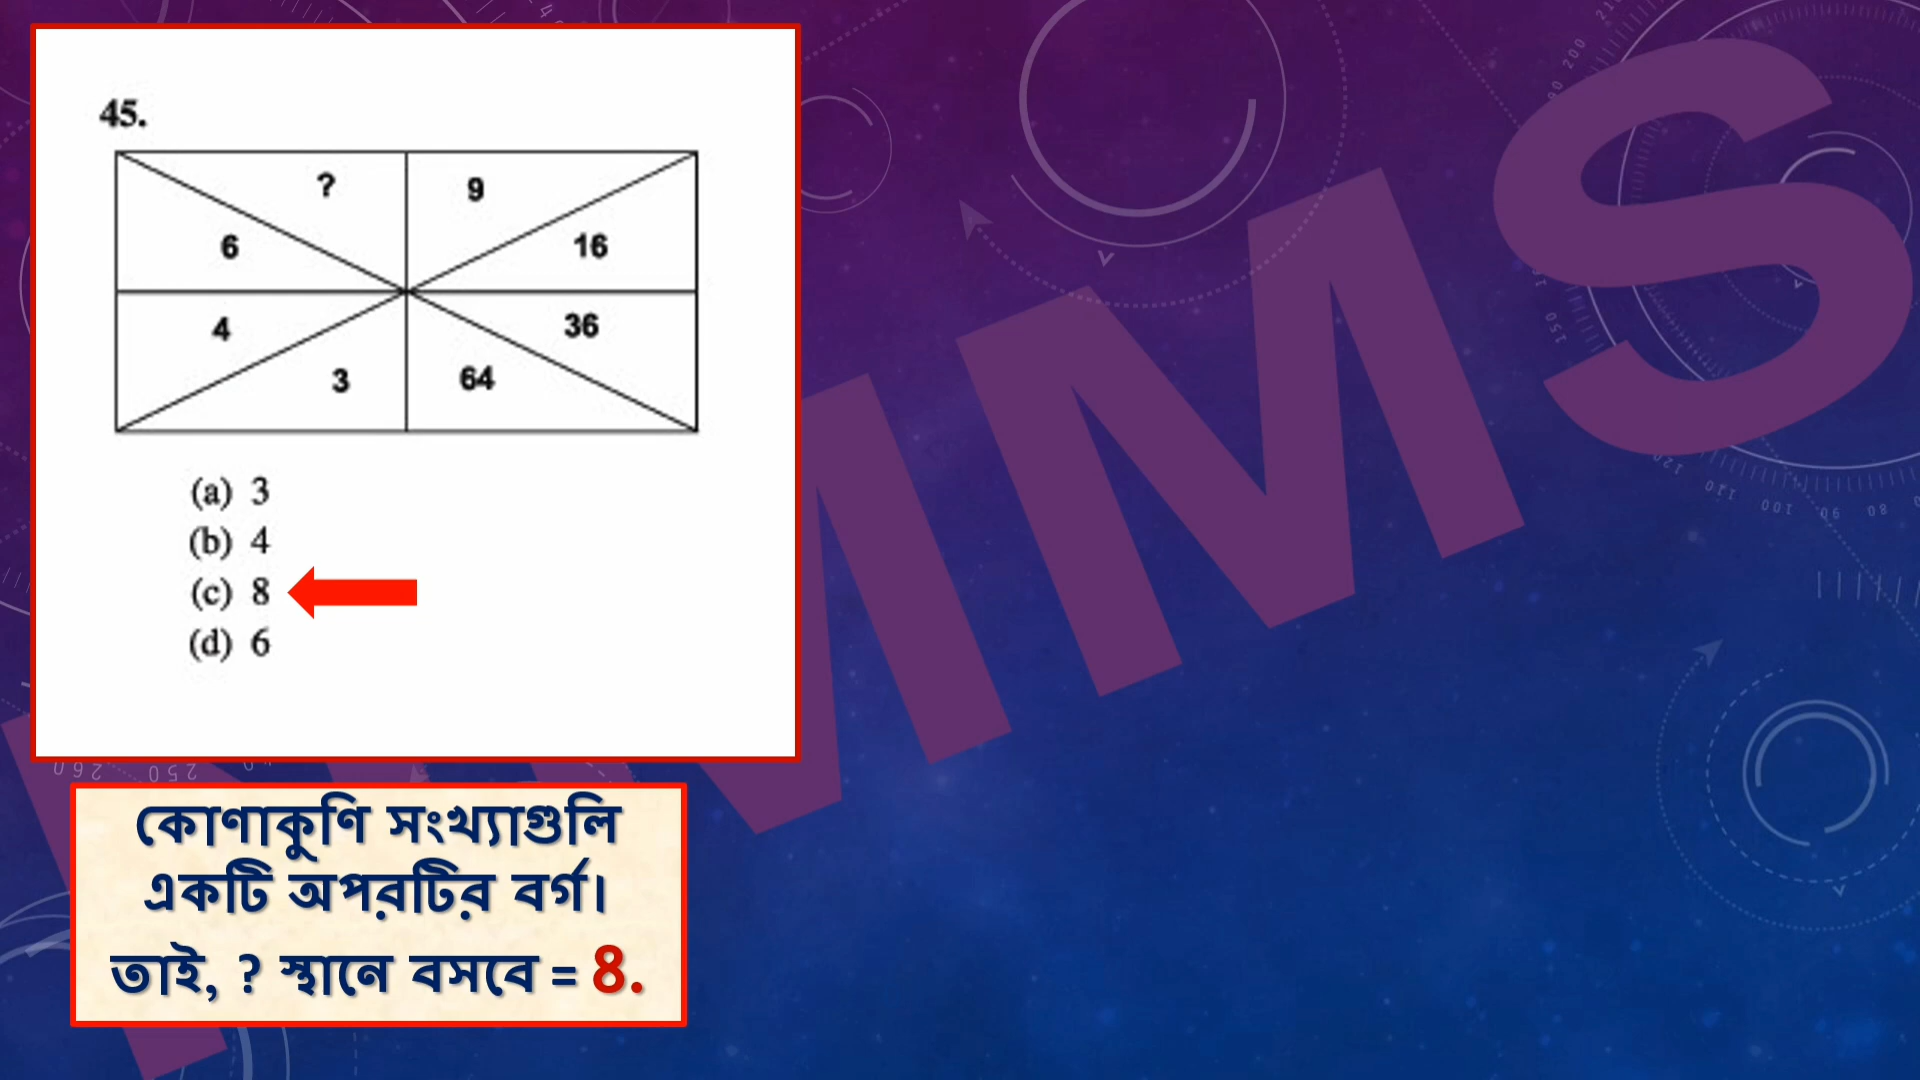 45.
? 9
6 16
4 36
3 64
(a) 3
(b) 4
(c) 8
(d) 6
কোণাকুণি সংখ্যাগুলি
একটি অপরটির বর্গ।
তাই, ? স্থানে বসবে = 8.
MMS